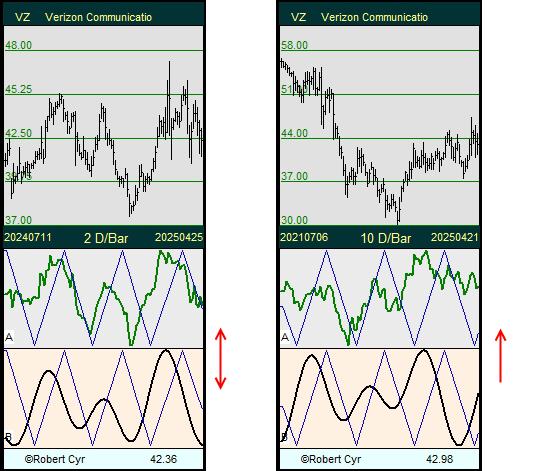 VZ Verizon Communicatio
48.00
45.25
42.50
37.00
20240711 2 D/Bar 20250425
A
B
©Robert Cyr 42.36
VZ Verizon Communicatio
58.00
44.00
37.00
30.00
20210706 10 D/Bar 20250421
A
B
©Robert Cyr 42.98